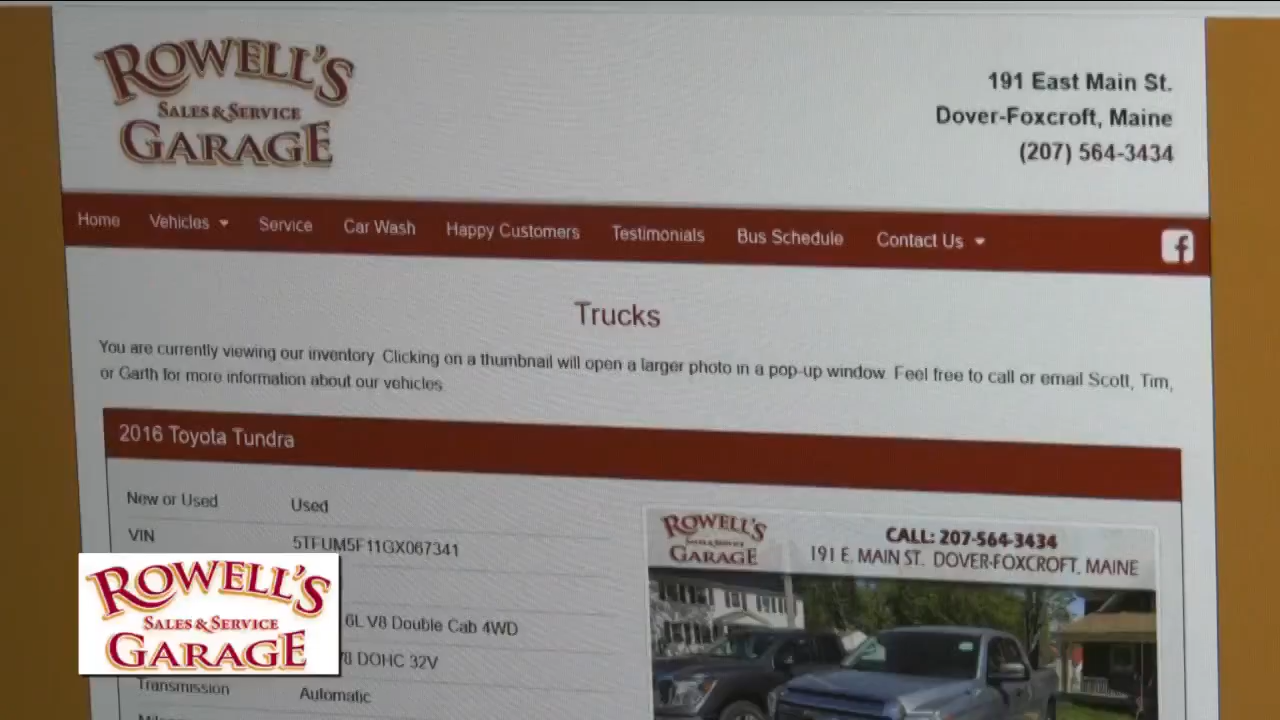 ROWELL'S
SALES & SERVICE
GARAGE
191 East Main St.
Dover-Foxcroft, Maine
(207) 564-3434
Home Vehicles Service Car Wash Happy Customers Testimonials Bus Schedule Contact Us f
Trucks
You are currently viewing our inventory. Clicking on a thumbnail will open a larger photo in a pop-up window. Feel free to call or email Scott, Tim,
or Garth for more information about our vehicles
2016 Toyota Tundra
New or Used Used
VIN 5TFUM5F11GX067341
6L V8 Double Cab 4WD
V8 DOHC 32V
Transmission Automatic
ROWELL'S
SALES & SERVICE
GARAGE
CALL: 207-564-3434
191 E. MAIN ST. DOVER-FOXCROFT, MAINE
ROWELL'S
SALES & SERVICE
GARAGE